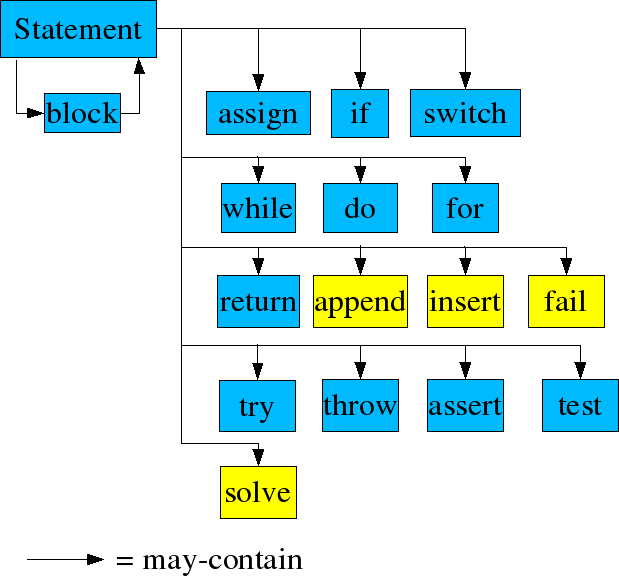 Statement
block
assign if switch
while do for
return append insert fail
try throw assert test
solve
= may-contain